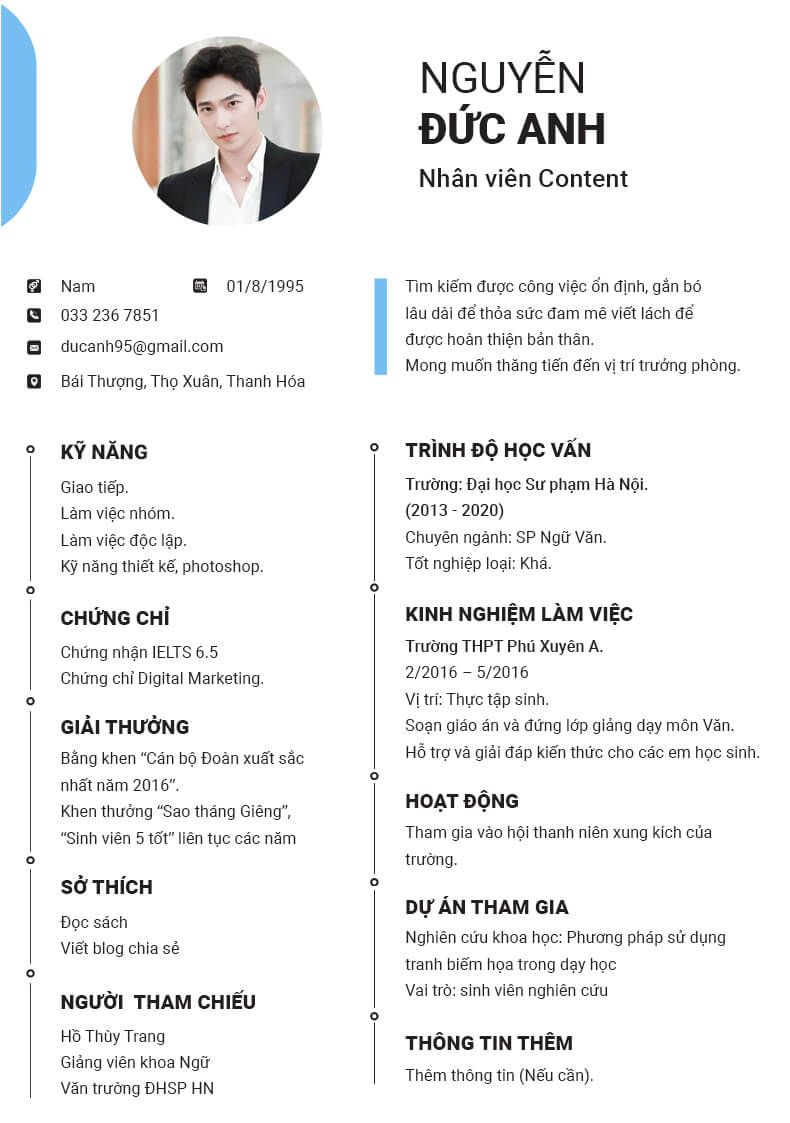 NGUYỄN
ĐỨC ANH
Nhân viên Content
Nam
01/8/1995
033 236 7851
ducanh95@gmail.com
Bái Thượng, Thọ Xuân, Thanh Hóa
Tìm kiếm được công việc ổn định, gắn bó
lâu dài để thỏa sức đam mê viết lách để
được hoàn thiện bản thân.
Mong muốn thăng tiến đến vị trí trưởng phòng.
KỸ NĂNG
Giao tiếp.
Làm việc nhóm.
Làm việc độc lập.
Kỹ năng thiết kế, photoshop.
CHỨNG CHỈ
Chứng nhận IELTS 6.5
Chứng chỉ Digital Marketing.
GIẢI THƯỞNG
Bằng khen “Cán bộ Đoàn xuất sắc
nhất năm 2016”.
Khen thưởng “Sao tháng Giêng”,
“Sinh viên 5 tốt” liên tục các năm
SỞ THÍCH
Đọc sách
Viết blog chia sẻ
NGƯỜI THAM CHIẾU
Hồ Thùy Trang
Giảng viên khoa Ngữ
Văn trường ĐHSP HN
TRÌNH ĐỘ HỌC VẤN
Trường: Đại học Sư phạm Hà Nội.
(2013 - 2020)
Chuyên ngành: SP Ngữ Văn.
Tốt nghiệp loại: Khá.
KINH NGHIỆM LÀM VIỆC
Trường THPT Phú Xuyên A.
2/2016 – 5/2016
Vị trí: Thực tập sinh.
Soạn giáo án và đứng lớp giảng dạy môn Văn.
Hỗ trợ và giải đáp kiến thức cho các em học sinh.
HOẠT ĐỘNG
Tham gia vào hội thanh niên xung kích của
trường.
DỰ ÁN THAM GIA
Nghiên cứu khoa học: Phương pháp sử dụng
tranh biếm họa trong dạy học
Vai trò: sinh viên nghiên cứu
THÔNG TIN THÊM
Thêm thông tin (Nếu cần).